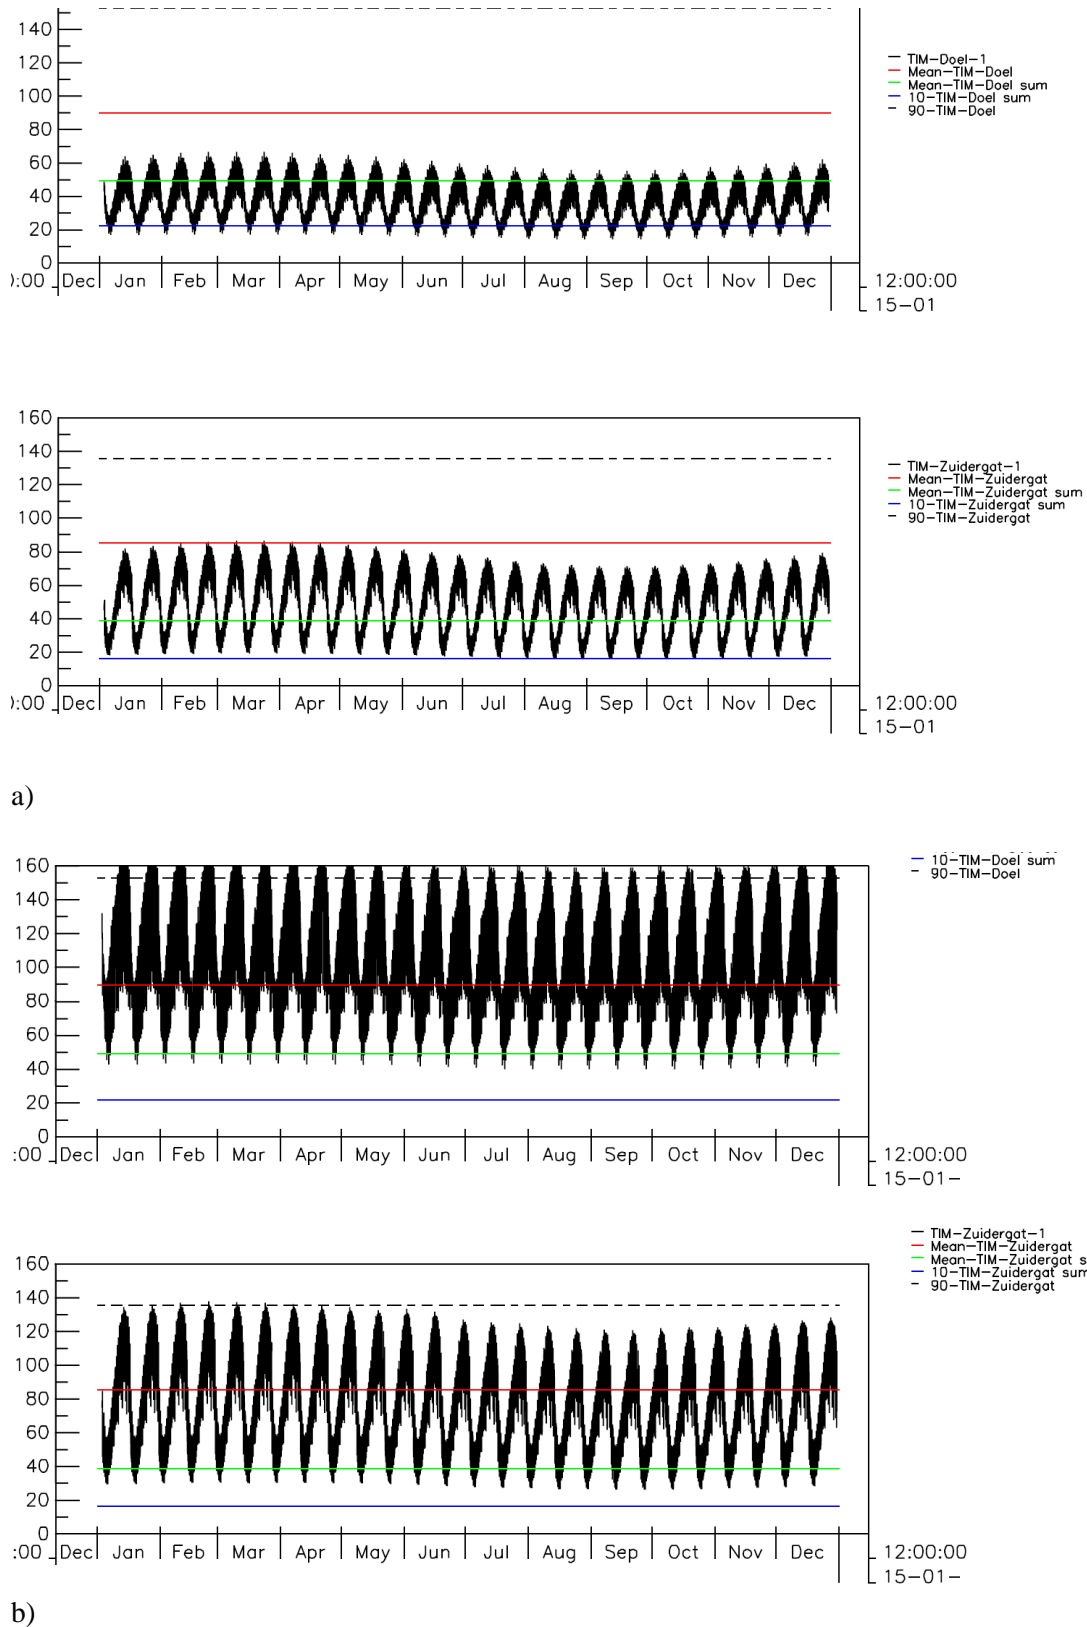 140
120
100
80
60
40
20
0
):00 Dec Jan Feb Mar Apr May Jun Jul Aug Sep Oct Nov Dec 12:00:00
15-01
TIM-Doel-1
Mean-TIM-Doel
Mean-TIM-Doel sum
10-TIM-Doel sum
90-TIM-Doel
160
140
120
100
80
60
40
20
0
):00 Dec Jan Feb Mar Apr May Jun Jul Aug Sep Oct Nov Dec 12:00:00
15-01
TIM-Zuidergat-1
Mean-TIM-Zuidergat
Mean-TIM-Zuidergat sum
10-TIM-Zuidergat sum
90-TIM-Zuidergat
a)
160
140
120
100
80
60
40
20
0
:00 Dec Jan Feb Mar Apr May Jun Jul Aug Sep Oct Nov Dec 12:00:00
15-01-
10-TIM-Doel sum
90-TIM-Doel
160
140
120
100
80
60
40
20
0
:00 Dec Jan Feb Mar Apr May Jun Jul Aug Sep Oct Nov Dec 12:00:00
15-01-
TIM-Zuidergat-1
Mean-TIM-Zuidergat
Mean-TIM-Zuidergat s
10-TIM-Zuidergat sum
90-TIM-Zuidergat
b)